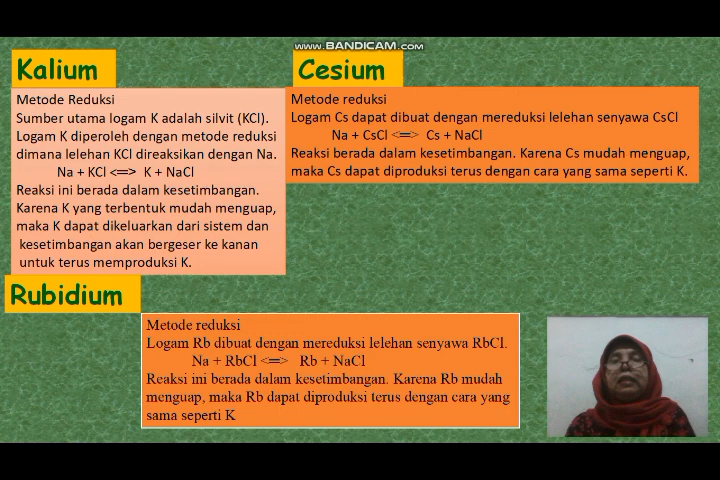 www.BANDICAM.com
Kalium
Metode Reduksi
Sumber utama logam K adalah silvit (KCl).
Logam K diperoleh dengan metode reduksi
dimana lelehan KCl direaksikan dengan Na.
Na + KCl <==> K + NaCl
Reaksi ini berada dalam kesetimbangan.
Karena K yang terbentuk mudah menguap,
maka K dapat dikeluarkan dari sistem dan
kesetimbangan akan bergeser ke kanan
untuk terus memproduksi K.
Cesium
Metode reduksi
Logam Cs dapat dibuat dengan mereduksi lelehan senyawa CsCl
Na + CsCl <==> Cs + NaCl
Reaksi berada dalam kesetimbangan. Karena Cs mudah menguap,
maka Cs dapat diproduksi terus dengan cara yang sama seperti K.
Rubidium
Metode reduksi
Logam Rb dibuat dengan mereduksi lelehan senyawa RbCl.
Na + RbCl <==> Rb + NaCl
Reaksi ini berada dalam kesetimbangan. Karena Rb mudah
menguap, maka Rb dapat diproduksi terus dengan cara yang
sama seperti K